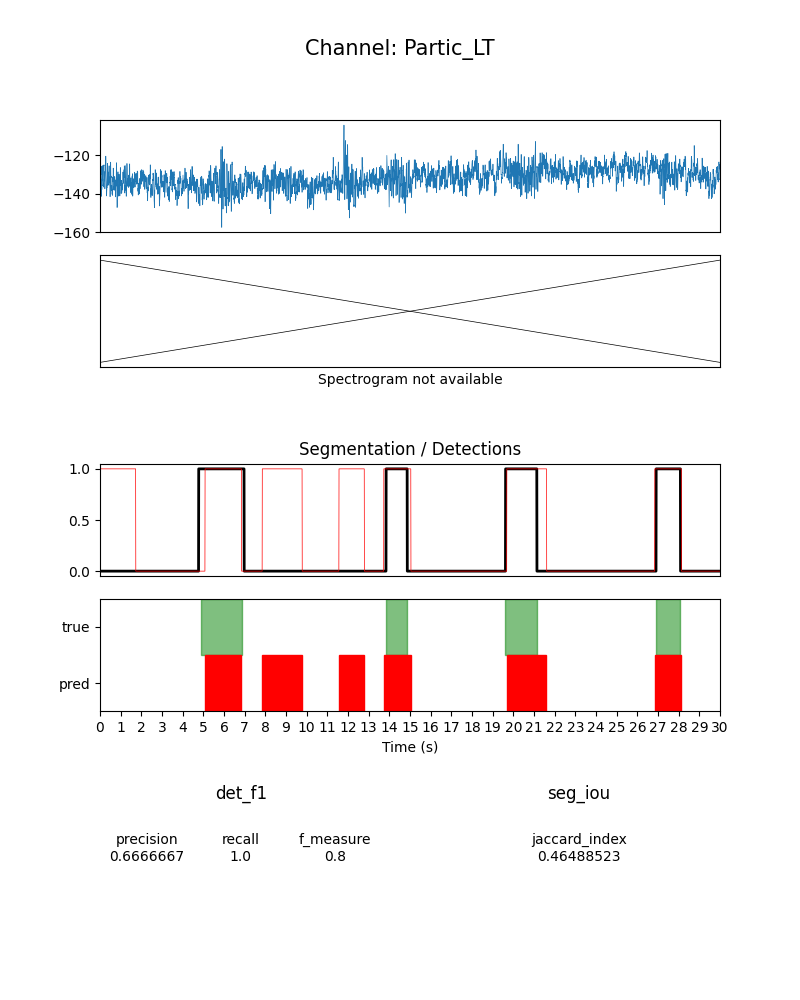 Channel: Partic_LT
−120
−140
−160
Spectrogram not available
Segmentation / Detections
1.0
0.5
0.0
true
pred
0 1 2 3 4 5 6 7 8 9 10 11 12 13 14 15 16 17 18 19 20 21 22 23 24 25 26 27 28 29 30
Time (s)
det_f1 seg_iou
precision recall f_measure jaccard_index
0.6666667 1.0 0.8 0.46488523